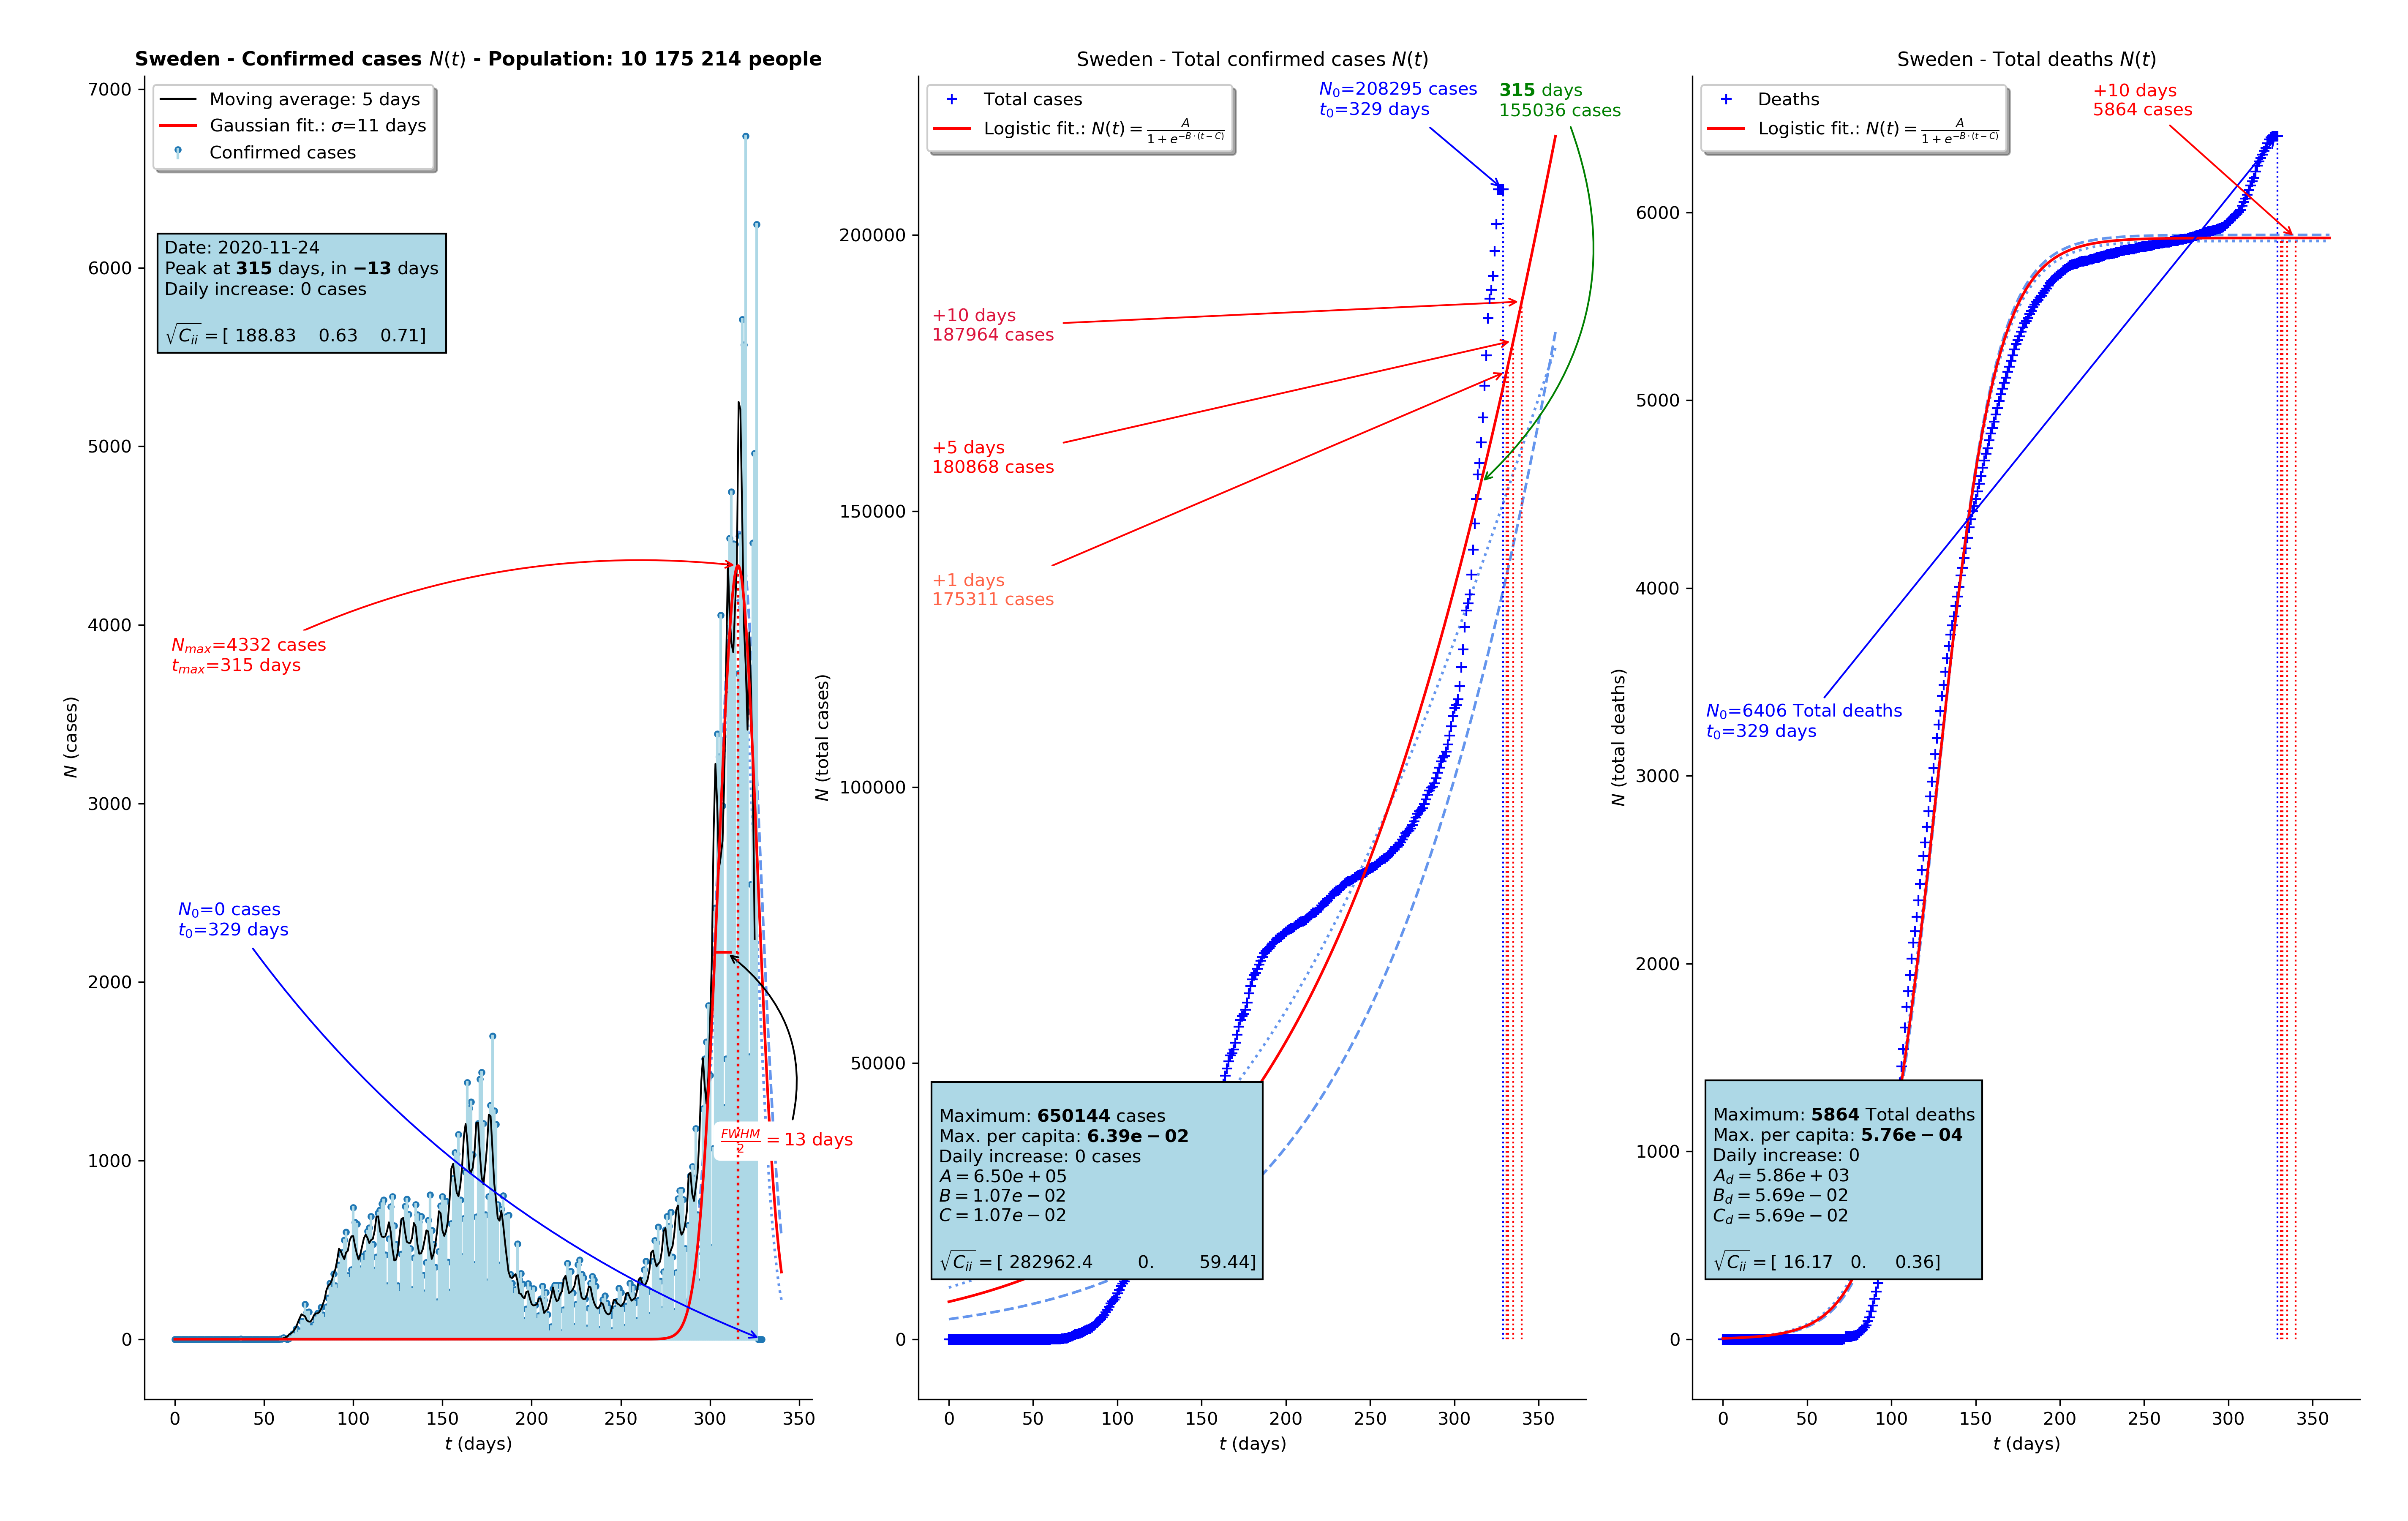 Sweden - Confirmed cases N(t) - Population: 10 175 214 people
Moving average: 5 days
Gaussian fit.: σ=11 days
Confirmed cases
Date: 2020-11-24
Peak at 315 days, in −13 days
Daily increase: 0 cases
√Cᵢᵢ = [ 188.83 0.63 0.71]
Nₘₐₓ=4332 cases
tₘₐₓ=315 days
N₀=0 cases
t₀=329 days
FWHM/2 = 13 days
7000
6000
5000
4000
3000
2000
1000
0
N (cases)
0 50 100 150 200 250 300 350
t (days)
Sweden - Total confirmed cases N(t)
Total cases
Logistic fit.: N(t) = A/(1 + e^(−B·(t−C)))
N₀=208295 cases
t₀=329 days
315 days
155036 cases
+10 days
187964 cases
+5 days
180868 cases
+1 days
175311 cases
Maximum: 650144 cases
Max. per capita: 6.39e − 02
Daily increase: 0 cases
A = 6.50e + 05
B = 1.07e − 02
C = 1.07e − 02
√Cᵢᵢ = [ 282962.4 0. 59.44]
200000
150000
100000
50000
0
N (total cases)
0 50 100 150 200 250 300 350
t (days)
Sweden - Total deaths N(t)
Deaths
Logistic fit.: N(t) = A/(1 + e^(−B·(t−C)))
+10 days
5864 cases
N₀=6406 Total deaths
t₀=329 days
Maximum: 5864 Total deaths
Max. per capita: 5.76e − 04
Daily increase: 0
A_d = 5.86e + 03
B_d = 5.69e − 02
C_d = 5.69e − 02
√Cᵢᵢ = [ 16.17 0. 0.36]
6000
5000
4000
3000
2000
1000
0
N (total deaths)
0 50 100 150 200 250 300 350
t (days)